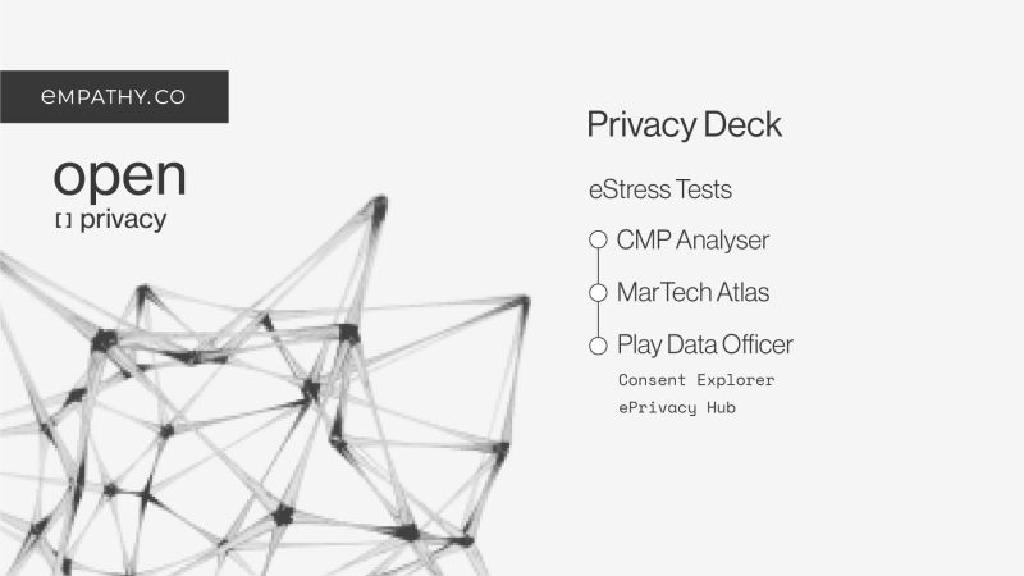 eMPATHY.CO
open
[] privacy
Privacy Deck
eStress Tests
CMP Analyser
MarTech Atlas
Play Data Officer
Consent Explorer
ePrivacy Hub